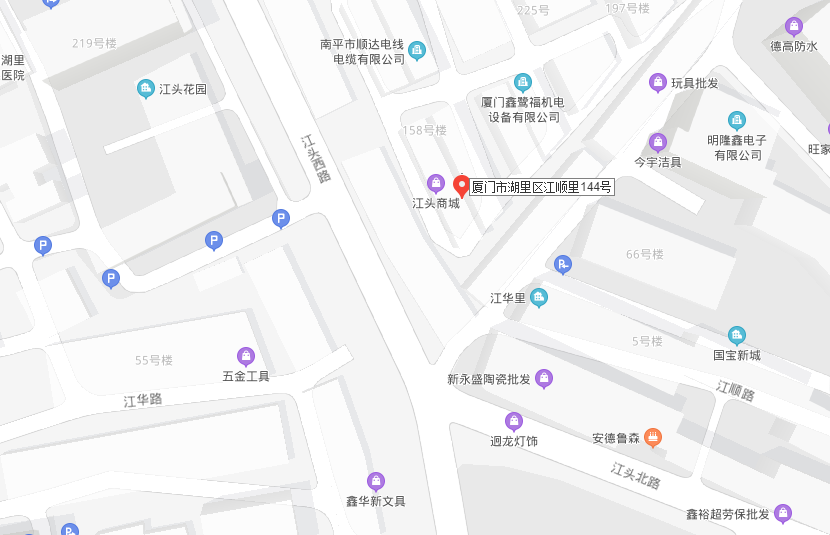 225号
197号楼
219号楼
南平市顺达电线
电缆有限公司
德高防水
湖里
医院
江头花园
玩具批发
厦门鑫鹭福机电
设备有限公司
158号楼
明隆鑫电子
有限公司
旺家
江头西路
今宇洁具
厦门市湖里区江顺里144号
江头商城
P
P
P
P
66号楼
P
江华里
5号楼
国宝新城
55号楼
五金工具
新永盛陶瓷批发
江顺路
江华路
迥龙灯饰
安德鲁森
江头北路
鑫华新文具
鑫裕超劳保批发
P